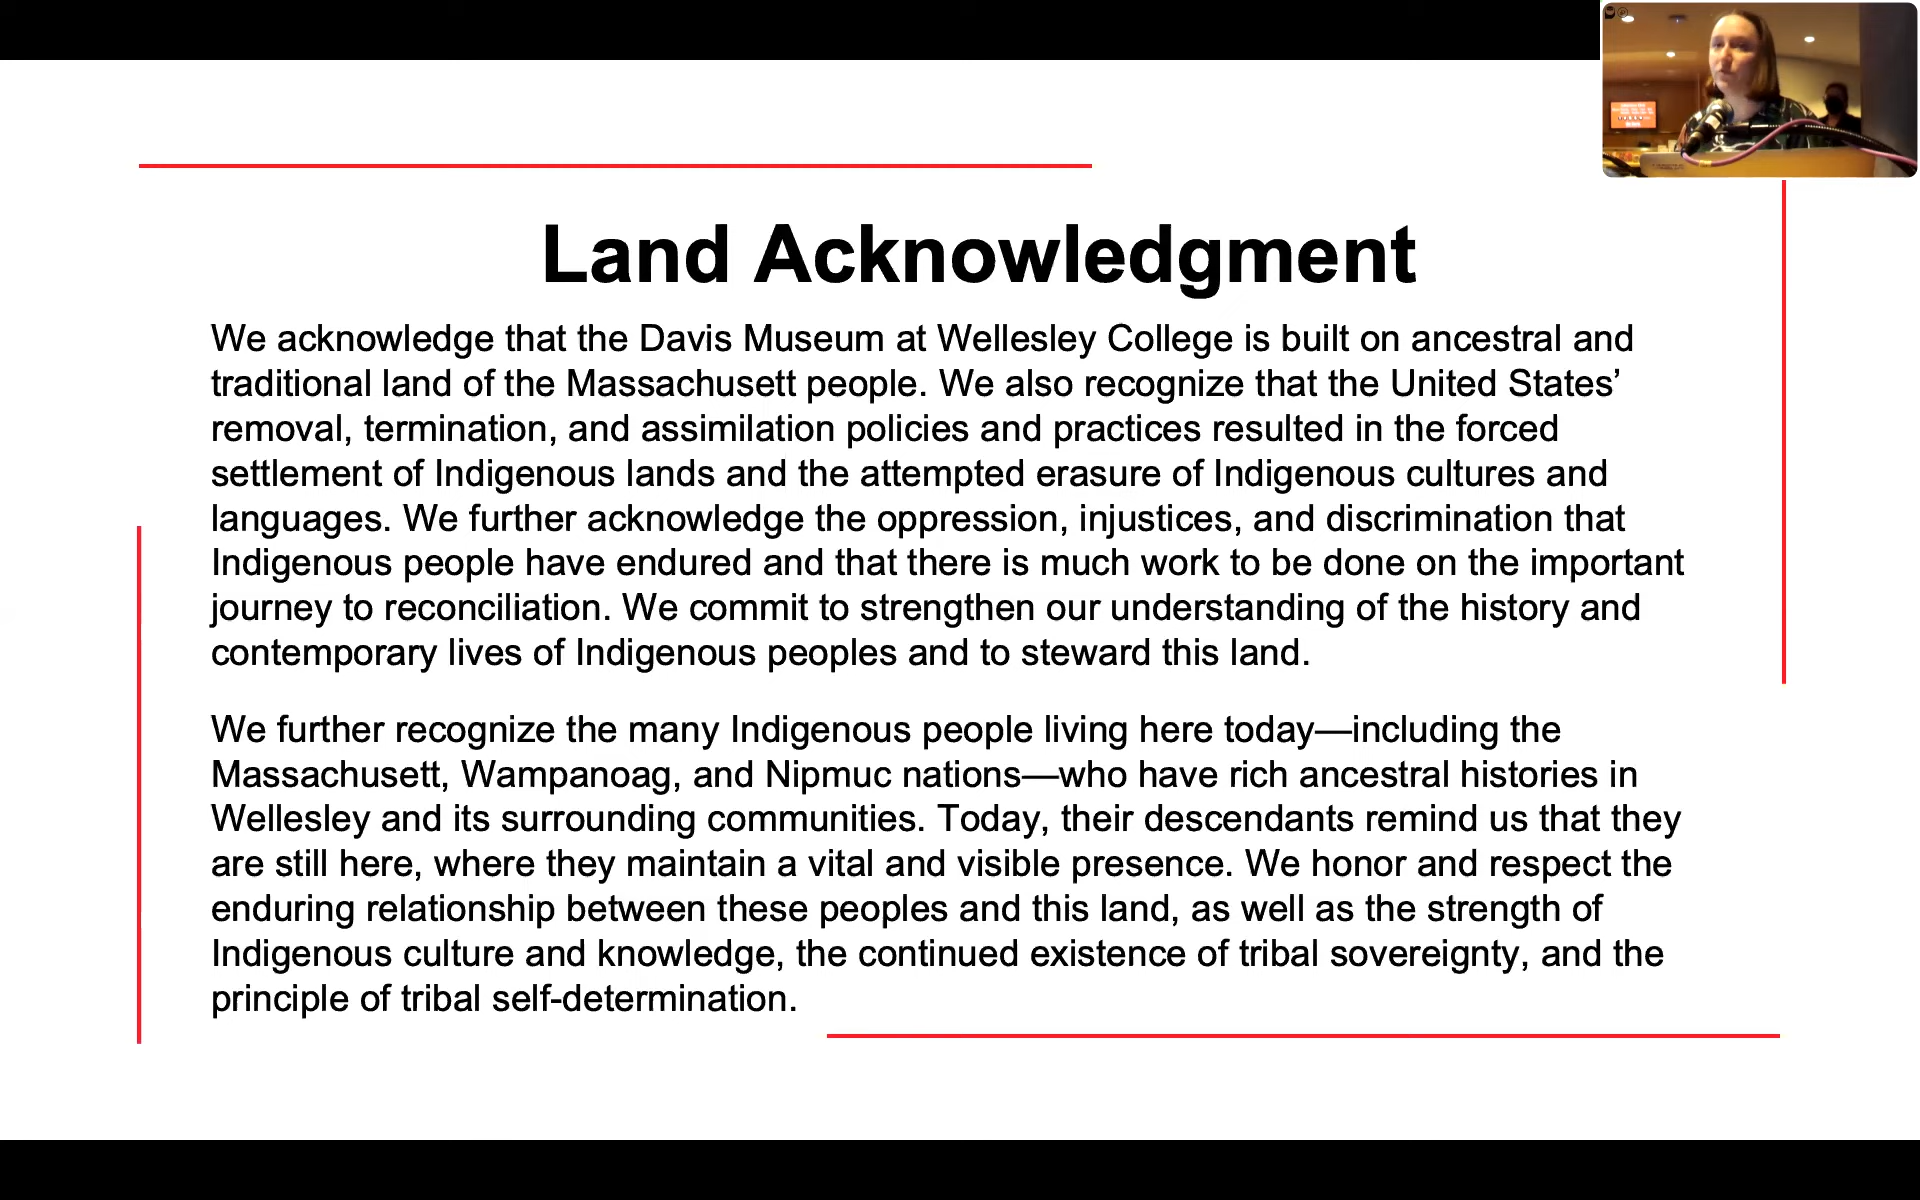 Land Acknowledgment
We acknowledge that the Davis Museum at Wellesley College is built on ancestral and
traditional land of the Massachusett people. We also recognize that the United States’
removal, termination, and assimilation policies and practices resulted in the forced
settlement of Indigenous lands and the attempted erasure of Indigenous cultures and
languages. We further acknowledge the oppression, injustices, and discrimination that
Indigenous people have endured and that there is much work to be done on the important
journey to reconciliation. We commit to strengthen our understanding of the history and
contemporary lives of Indigenous peoples and to steward this land.
We further recognize the many Indigenous people living here today—including the
Massachusett, Wampanoag, and Nipmuc nations—who have rich ancestral histories in
Wellesley and its surrounding communities. Today, their descendants remind us that they
are still here, where they maintain a vital and visible presence. We honor and respect the
enduring relationship between these peoples and this land, as well as the strength of
Indigenous culture and knowledge, the continued existence of tribal sovereignty, and the
principle of tribal self-determination.